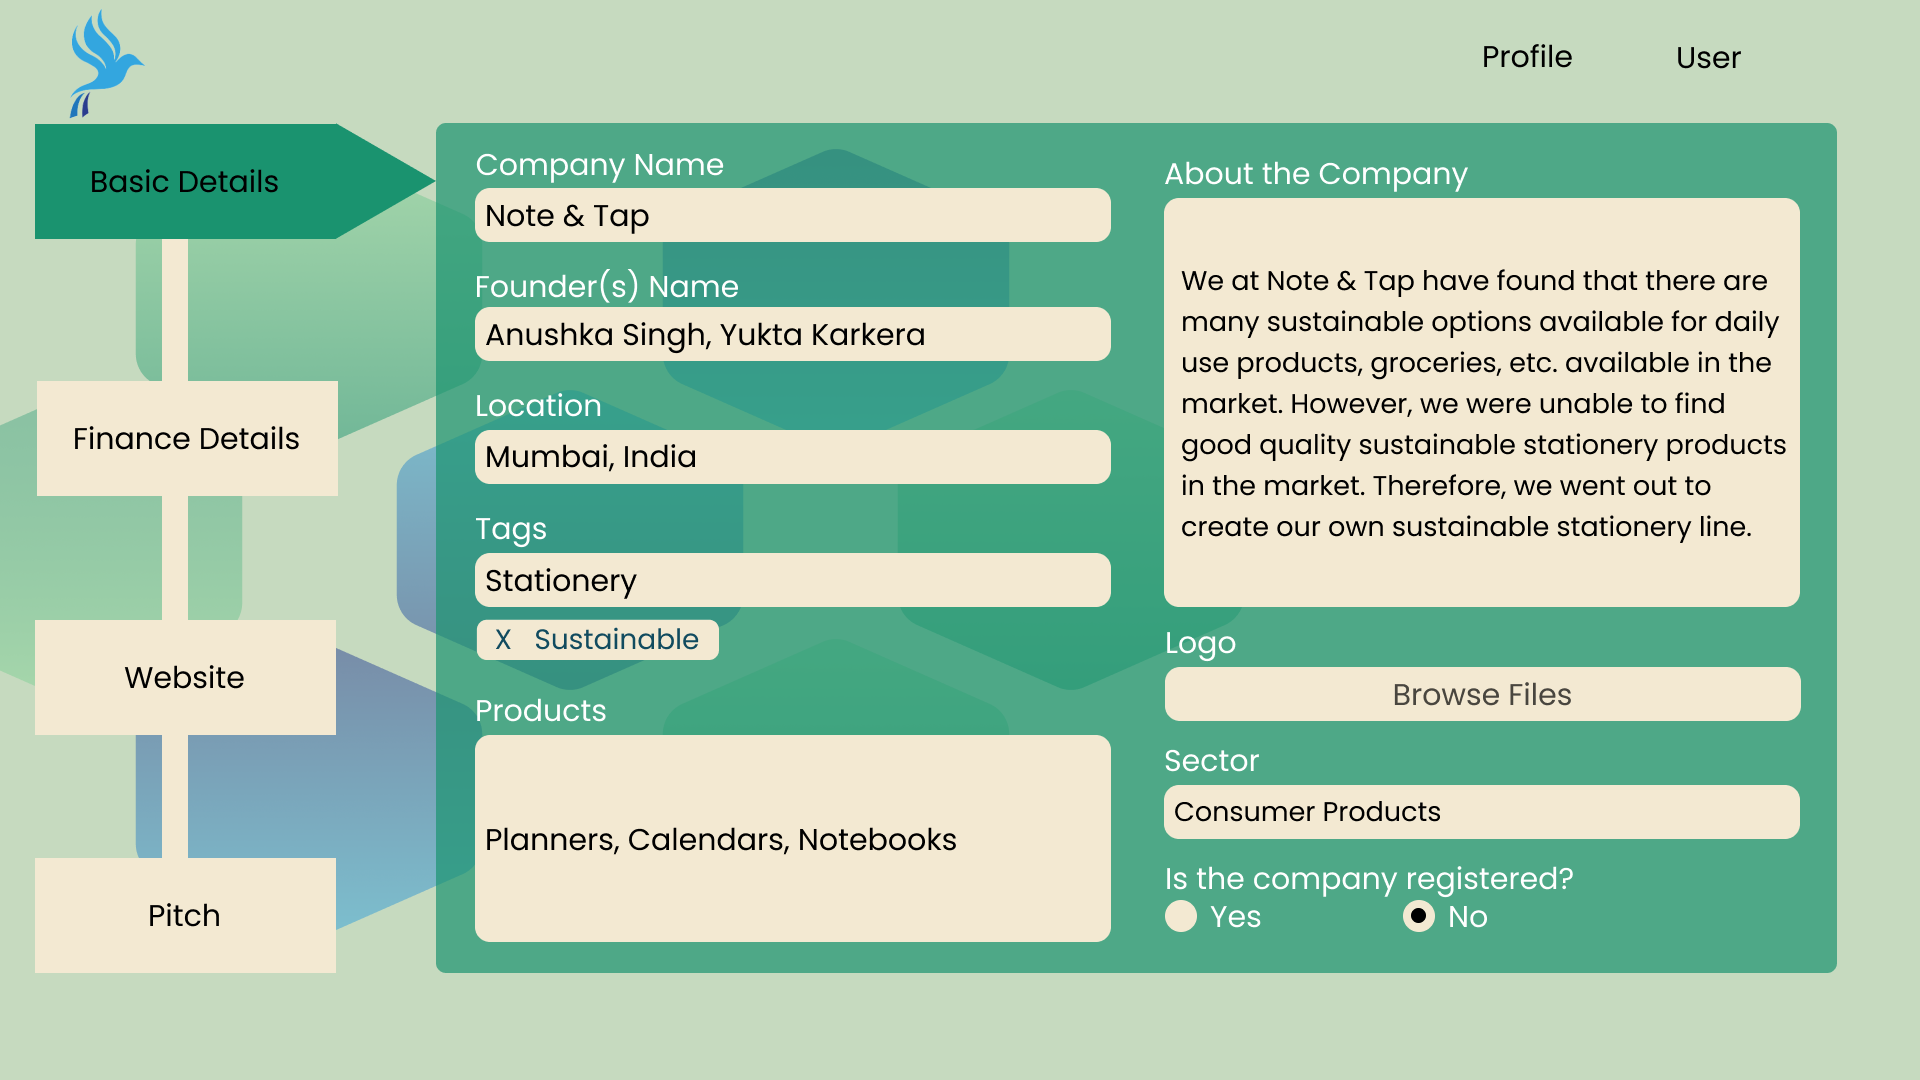 Profile
User
Basic Details
Finance Details
Website
Pitch
Company Name
Note & Tap
Founder(s) Name
Anushka Singh, Yukta Karkera
Location
Mumbai, India
Tags
Stationery
X Sustainable
Products
Planners, Calendars, Notebooks
About the Company
We at Note & Tap have found that there are
many sustainable options available for daily
use products, groceries, etc. available in the
market. However, we were unable to find
good quality sustainable stationery products
in the market. Therefore, we went out to
create our own sustainable stationery line.
Logo
Browse Files
Sector
Consumer Products
Is the company registered?
Yes
No